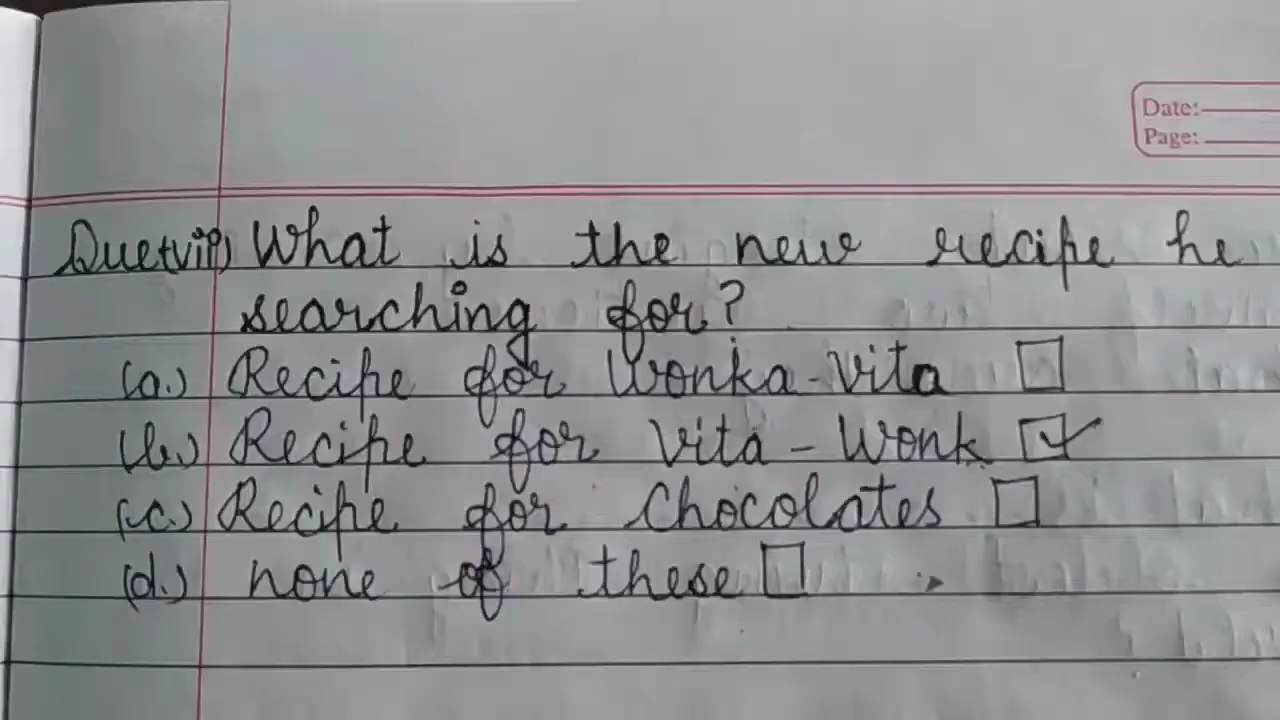 Date:
Page:
Que(vii) What is the new recipe he
searching for?
(a.) Recipe for Wonka-Vita
(b.) Recipe for Vita-Wonk
(c.) Recipe for Chocolates
(d.) none of these